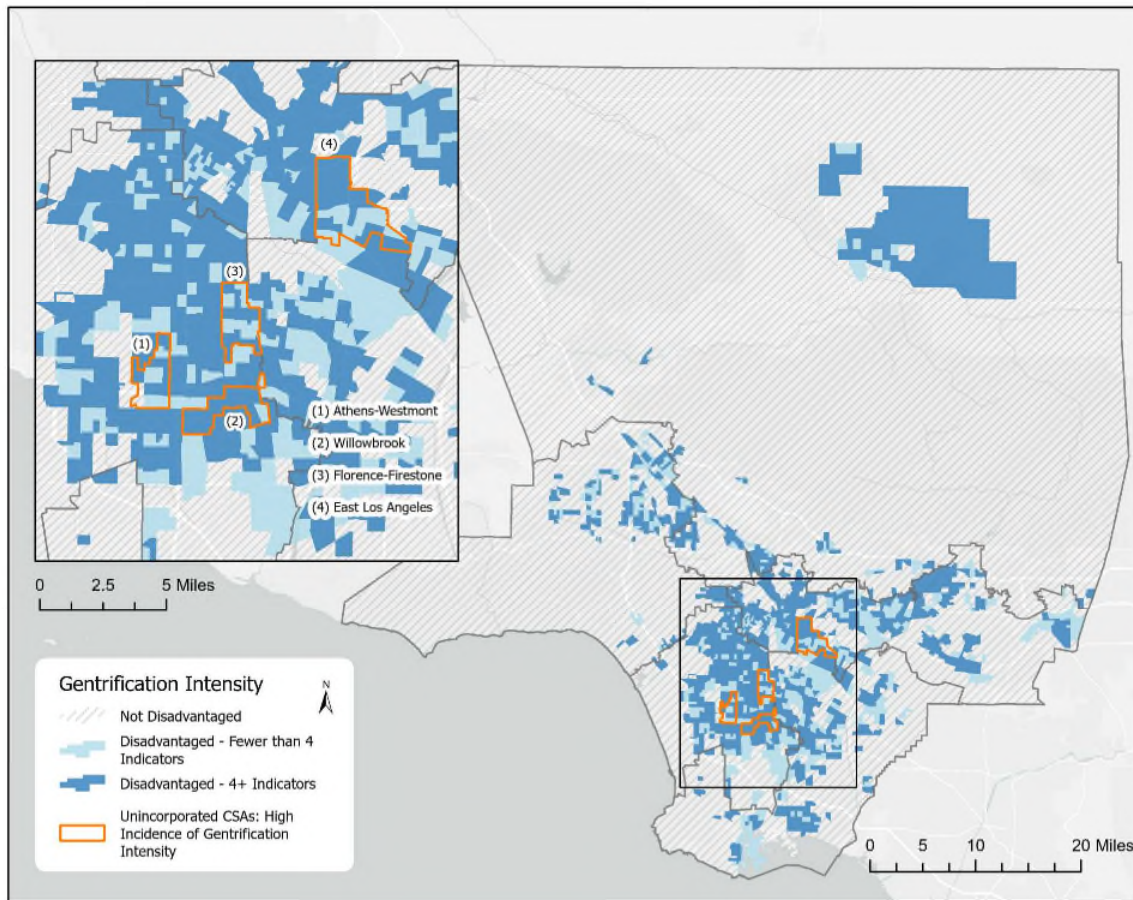 (4)
(3)
(1)
(2)
(1) Athens-Westmont
(2) Willowbrook
(3) Florence-Firestone
(4) East Los Angeles
0 2.5 5 Miles
Gentrification Intensity
N
Not Disadvantaged
Disadvantaged - Fewer than 4
Indicators
Disadvantaged - 4+ Indicators
Unincorporated CSAs: High
Incidence of Gentrification
Intensity
0 5 10 20 Miles